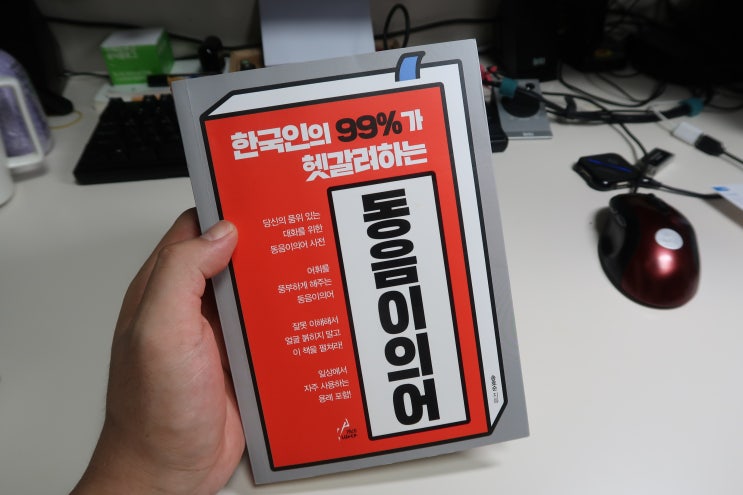 한국인의 99%가
헷갈려하는
동음이의어
당신의 품위 있는
대화를 위한
동음이의어 사전
어휘를
풍부하게 해주는
동음이의어
잘못 이해해서
얼굴 붉히지 말고
이 책을 펼쳐라!
일상에서
자주 사용하는
용례 포함!